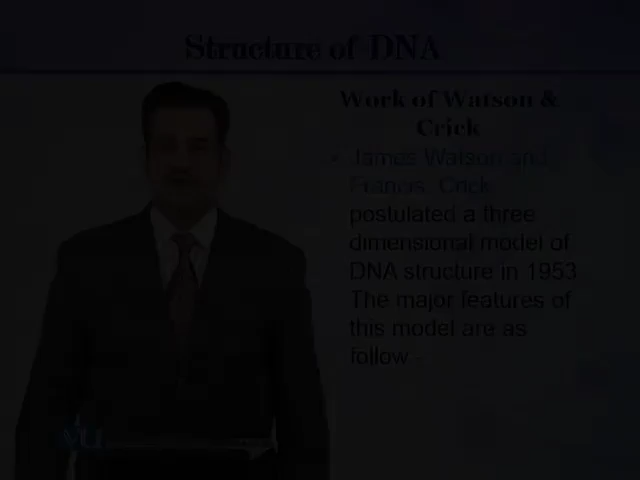 Structure of DNA
Work of Watson &
Crick
• James Watson and
Francis Crick
postulated a three
dimensional model of
DNA structure in 1953
The major features of
this model are as
follow -
VU